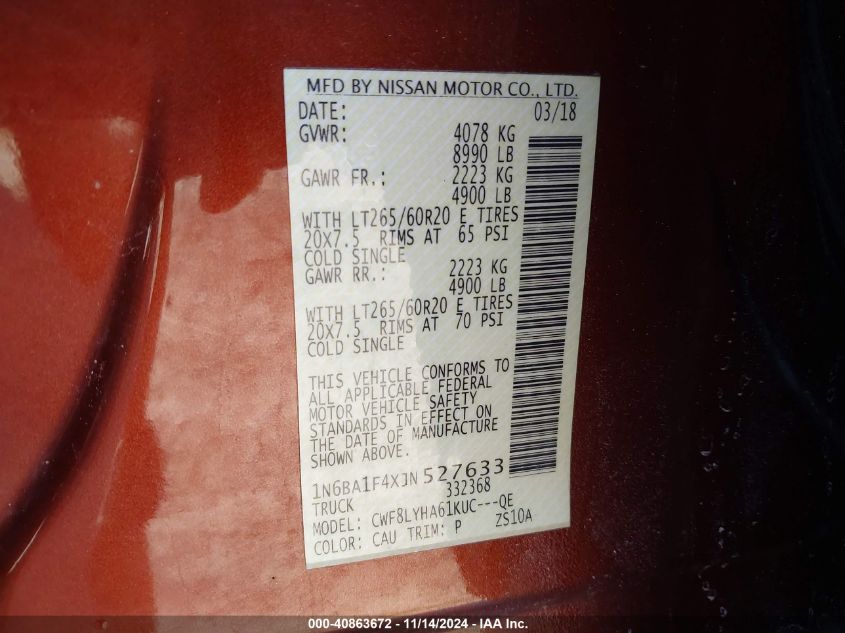 MFD BY NISSAN MOTOR CO., LTD.
DATE: 03/18
GVWR: 4078 KG
8990 LB
GAWR FR.: 2223 KG
4900 LB
WITH LT265/60R20 E TIRES
20X7.5 RIMS AT 65 PSI
COLD SINGLE
GAWR RR.: 2223 KG
4900 LB
WITH LT265/60R20 E TIRES
20X7.5 RIMS AT 70 PSI
COLD SINGLE
THIS VEHICLE CONFORMS TO
ALL APPLICABLE FEDERAL
MOTOR VEHICLE SAFETY
STANDARDS IN EFFECT ON
THE DATE OF MANUFACTURE
SHOWN ABOVE.
1N6BA1F4XJN527633
332368
TRUCK
MODEL: CWF8LYHA61KUC---QE
COLOR: CAU TRIM: P ZS10A
000-40863672 - 11/14/2024 - IAA Inc.